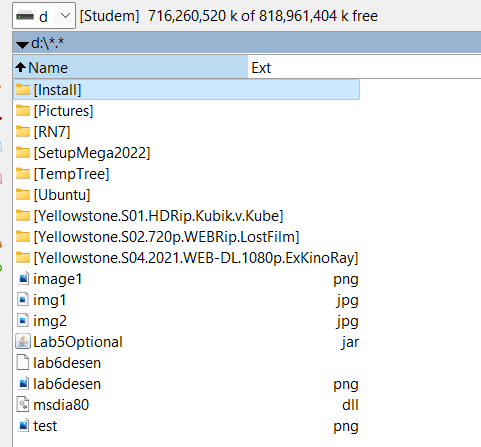 d [Studem] 716,260,520 k of 818,961,404 k free
d:\*.*
Name Ext
[Install]
[Pictures]
[RN7]
[SetupMega2022]
[TempTree]
[Ubuntu]
[Yellowstone.S01.HDRip.Kubik.v.Kube]
[Yellowstone.S02.720p.WEBRip.LostFilm]
[Yellowstone.S04.2021.WEB-DL.1080p.ExKinoRay]
image1 png
img1 jpg
img2 jpg
Lab5Optional jar
lab6desen
lab6desen png
msdia80 dll
test png